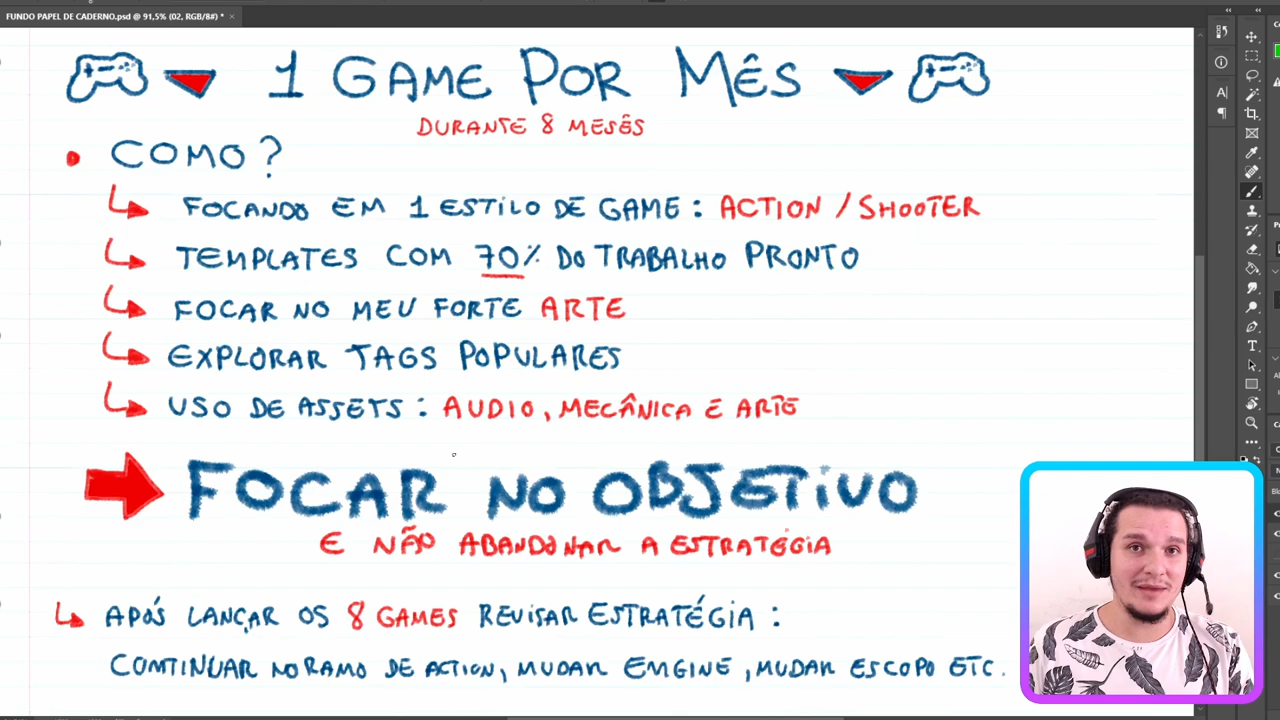 FUNDO PAPEL DE CADERNO.psd @ 91,5% (02, RGB/8#) * ×
1 GAME POR MÊS
DURANTE 8 MESÊS
• COMO?
FOCANDO EM 1 ESTILO DE GAME: ACTION / SHOOTER
TEMPLATES COM 70% DO TRABALHO PRONTO
FOCAR NO MEU FORTE ARTE
EXPLORAR TAGS POPULARES
USO DE ASSETS: AUDIO, MECÂNICA E ARTE
FOCAR NO OBJETIVO
E NÃO ABANDONAR A ESTRATÉGIA
APÓS LANÇAR OS 8 GAMES REVISAR ESTRATÉGIA:
CONTINUAR NO RAMO DE ACTION, MUDAR ENGINE, MUDAR ESCOPO ETC.